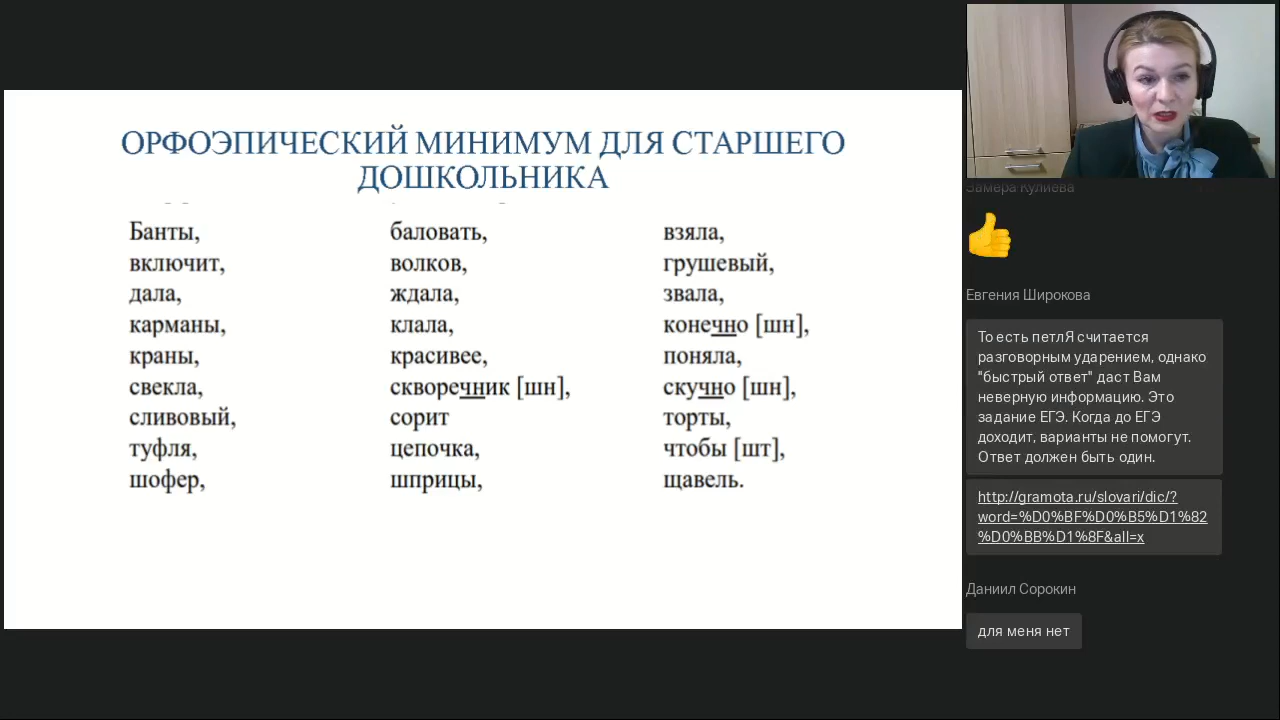 ОРФОЭПИЧЕСКИЙ МИНИМУМ ДЛЯ СТАРШЕГО
ДОШКОЛЬНИКА
Банты,
включит,
дала,
карманы,
краны,
свекла,
сливовый,
туфля,
шофер,
баловать,
волков,
ждала,
клала,
красивее,
скворечник [шн],
сорит
цепочка,
шприцы,
взяла,
грушевый,
звала,
конечно [шн],
поняла,
скучно [шн],
торты,
чтобы [шт],
щавель.
Замера Кулиева
Евгения Широкова
То есть петлЯ считается
разговорным ударением, однако
"быстрый ответ" даст Вам
неверную информацию. Это
задание ЕГЭ. Когда до ЕГЭ
доходит, варианты не помогут.
Ответ должен быть один.
http://gramota.ru/slovari/dic/?
word=%D0%BF%D0%B5%D1%82
%D0%BB%D1%8F&all=x
Даниил Сорокин
для меня нет